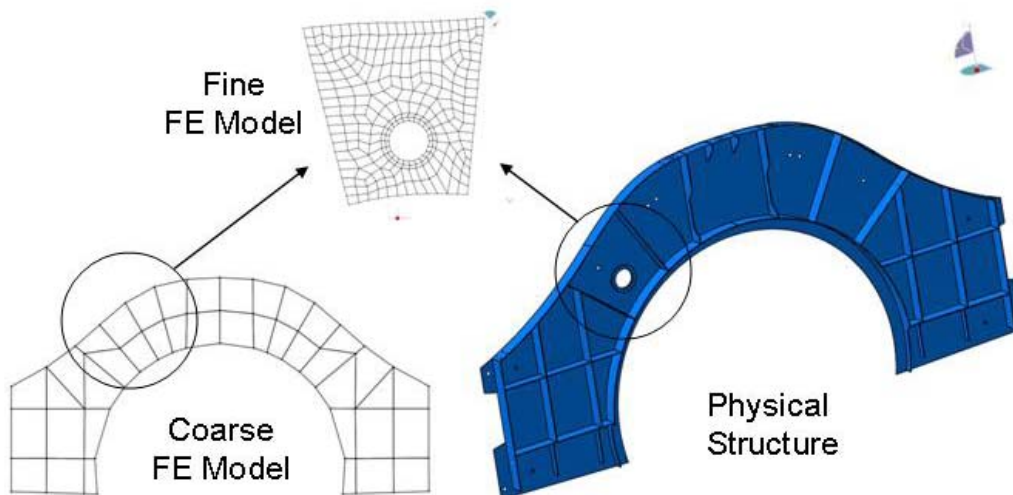 Fine
FE Model
Coarse
FE Model
Physical
Structure